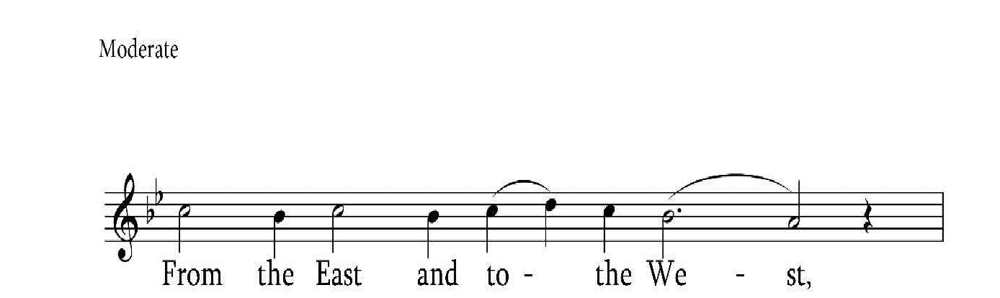 Moderate
From the East and to - the We - st,